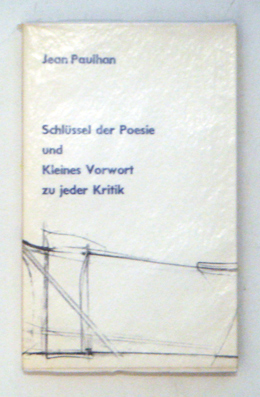 Jean Paulhan
Schlüssel der Poesie
und
Kleines Vorwort
zu jeder Kritik